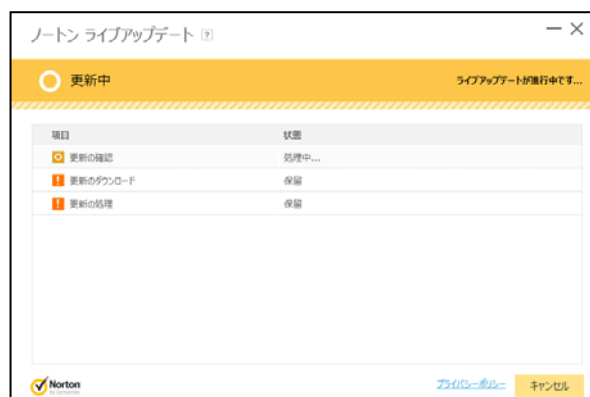 ノートン ライブアップデート ?
更新中
ライブアップデートが進行中です...
項目 状態
更新の確認 処理中...
更新のダウンロード 保留
更新の処理 保留
Norton
by Symantec
プライバシーポリシー
キャンセル